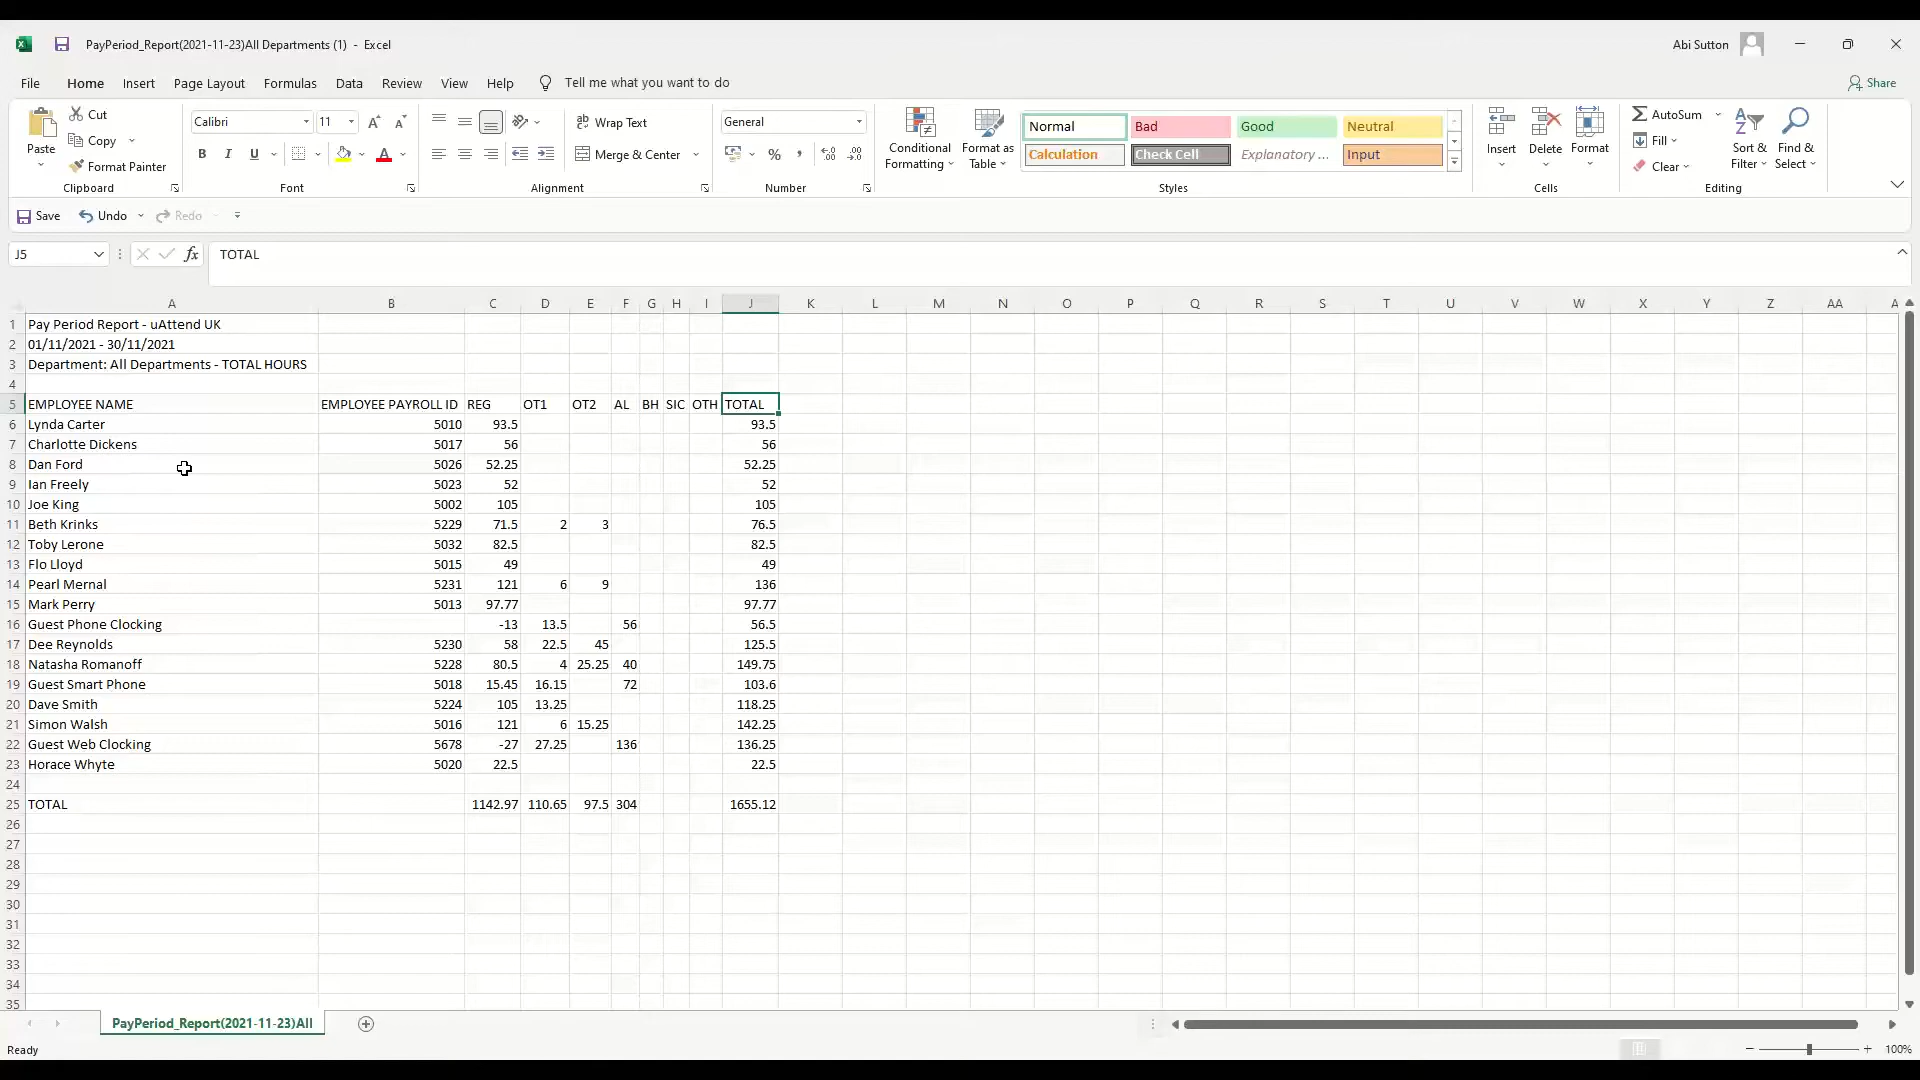 PayPeriod_Report(2021-11-23)All Departments (1) - Excel
Abi Sutton
File Home Insert Page Layout Formulas Data Review View Help Tell me what you want to do
Share
Paste
Cut
Copy
Format Painter
Clipboard
Calibri 11
B I U
Font
Wrap Text
Merge & Center
Alignment
General
Number
Conditional Formatting
Format as Table
Normal Bad Good Neutral
Calculation Check Cell Explanatory ... Input
Styles
Insert Delete Format
Cells
AutoSum
Fill
Clear
Sort & Filter
Find & Select
Editing
Save Undo Redo
J5 fx TOTAL
A B C D E F G H I J K L M N O P Q R S T U V W X Y Z AA A
1 Pay Period Report - uAttend UK
2 01/11/2021 - 30/11/2021
3 Department: All Departments - TOTAL HOURS
4
5 EMPLOYEE NAME EMPLOYEE PAYROLL ID REG OT1 OT2 AL BH SIC OTH TOTAL
6 Lynda Carter 5010 93.5 93.5
7 Charlotte Dickens 5017 56 56
8 Dan Ford 5026 52.25 52.25
9 Ian Freely 5023 52 52
10 Joe King 5002 105 105
11 Beth Krinks 5229 71.5 2 3 76.5
12 Toby Lerone 5032 82.5 82.5
13 Flo Lloyd 5015 49 49
14 Pearl Mernal 5231 121 6 9 136
15 Mark Perry 5013 97.77 97.77
16 Guest Phone Clocking -13 13.5 56 56.5
17 Dee Reynolds 5230 58 22.5 45 125.5
18 Natasha Romanoff 5228 80.5 4 25.25 40 149.75
19 Guest Smart Phone 5018 15.45 16.15 72 103.6
20 Dave Smith 5224 105 13.25 118.25
21 Simon Walsh 5016 121 6 15.25 142.25
22 Guest Web Clocking 5678 -27 27.25 136 136.25
23 Horace Whyte 5020 22.5 22.5
24
25 TOTAL 1142.97 110.65 97.5 304 1655.12
26
27
28
29
30
31
32
33
34
35
PayPeriod_Report(2021-11-23)All
Ready
100%